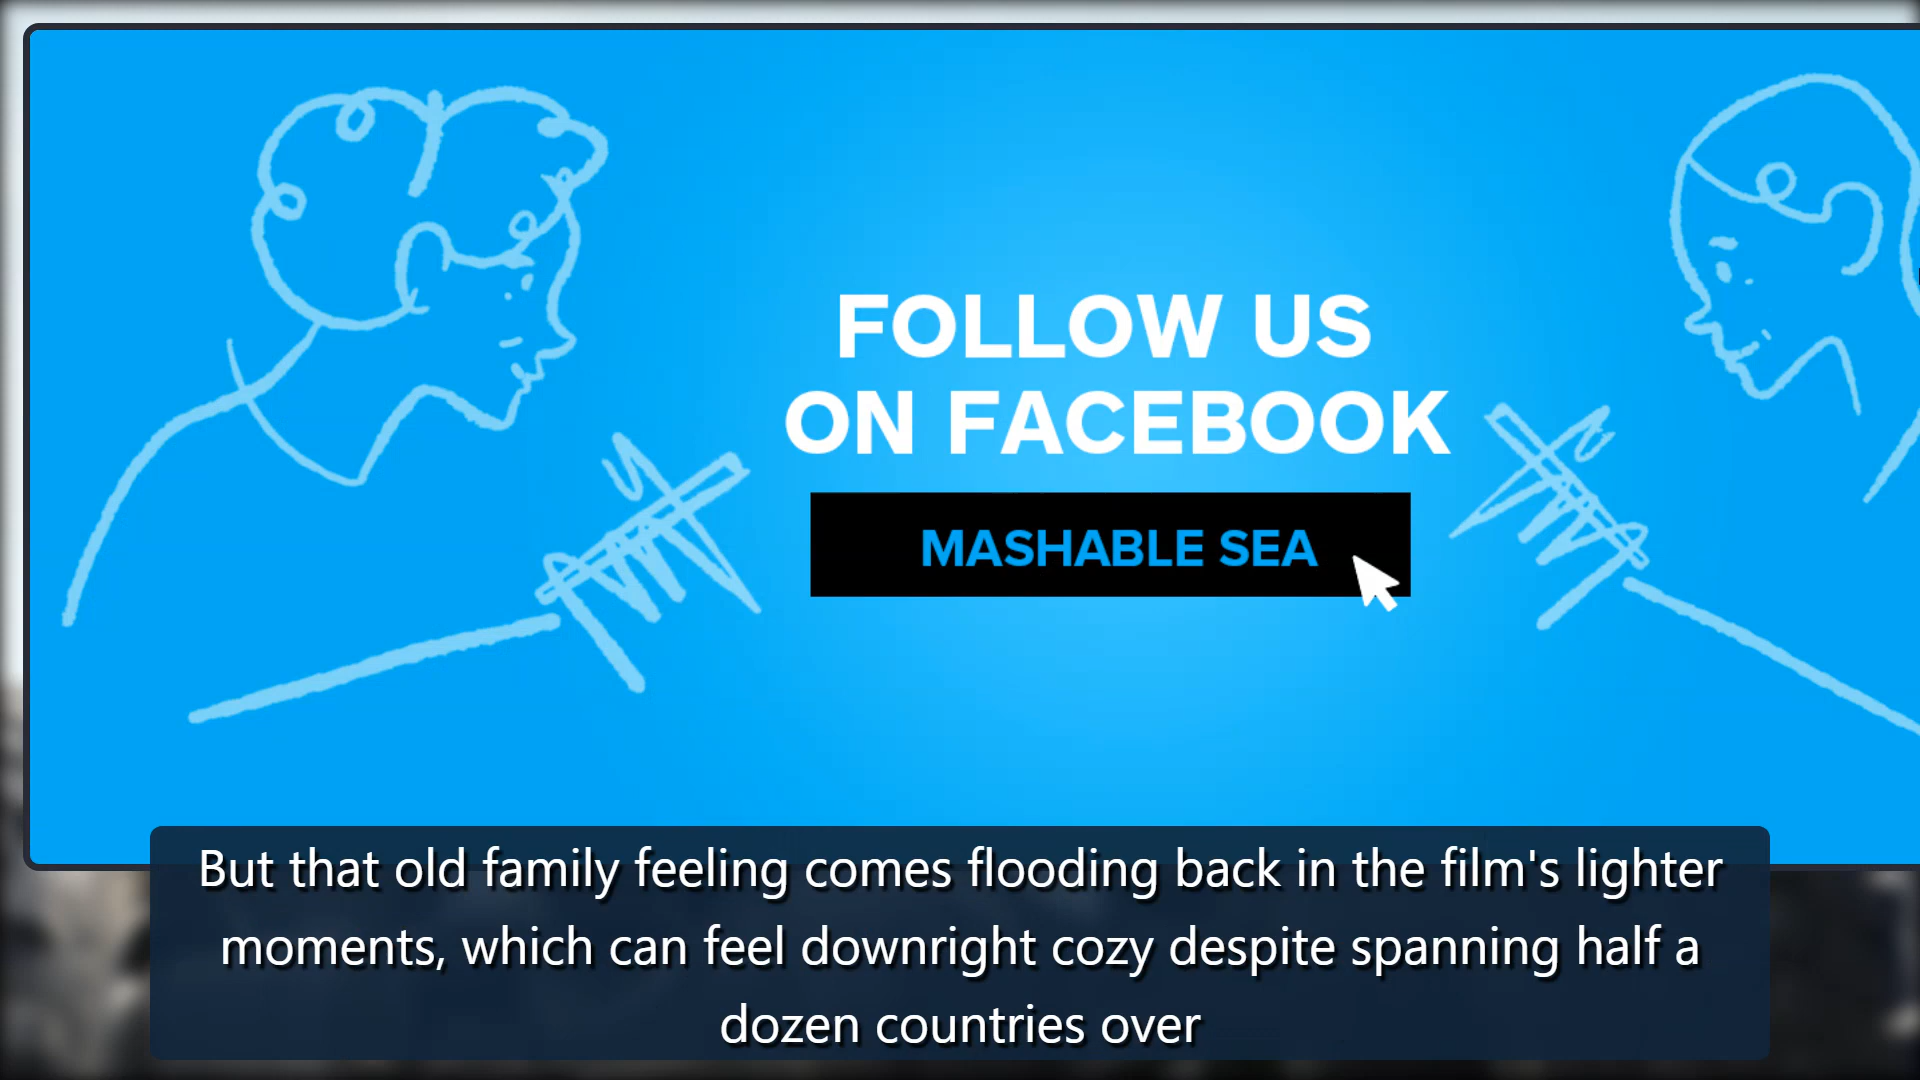 FOLLOW US
ON FACEBOOK
MASHABLE SEA
But that old family feeling comes flooding back in the film's lighter
moments, which can feel downright cozy despite spanning half a
dozen countries over